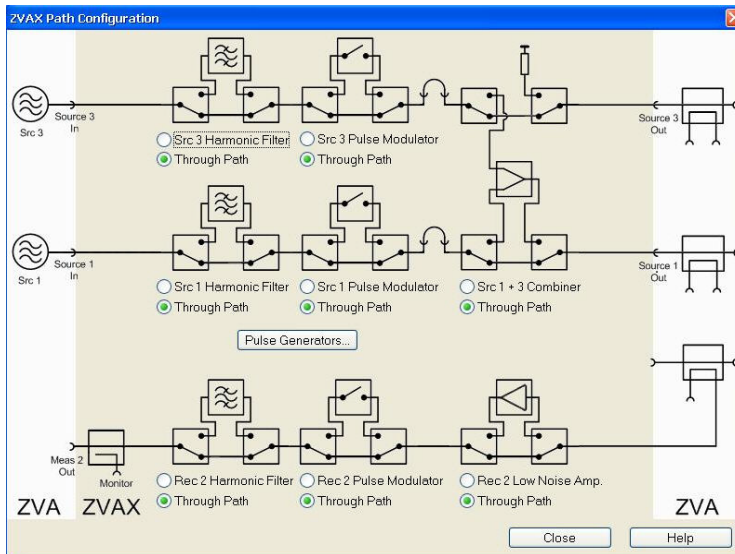 ZVAX Path Configuration
Source 3
In
Src 3
Source 3
Out
Src 3 Harmonic Filter
Through Path
Src 3 Pulse Modulator
Through Path
Source 1
In
Src 1
Source 1
Out
Src 1 Harmonic Filter
Through Path
Src 1 Pulse Modulator
Through Path
Src 1 + 3 Combiner
Through Path
Pulse Generators...
Meas 2
Out
Monitor
Rec 2 Harmonic Filter
Through Path
Rec 2 Pulse Modulator
Through Path
Rec 2 Low Noise Amp.
Through Path
ZVA
ZVAX
ZVA
Close
Help